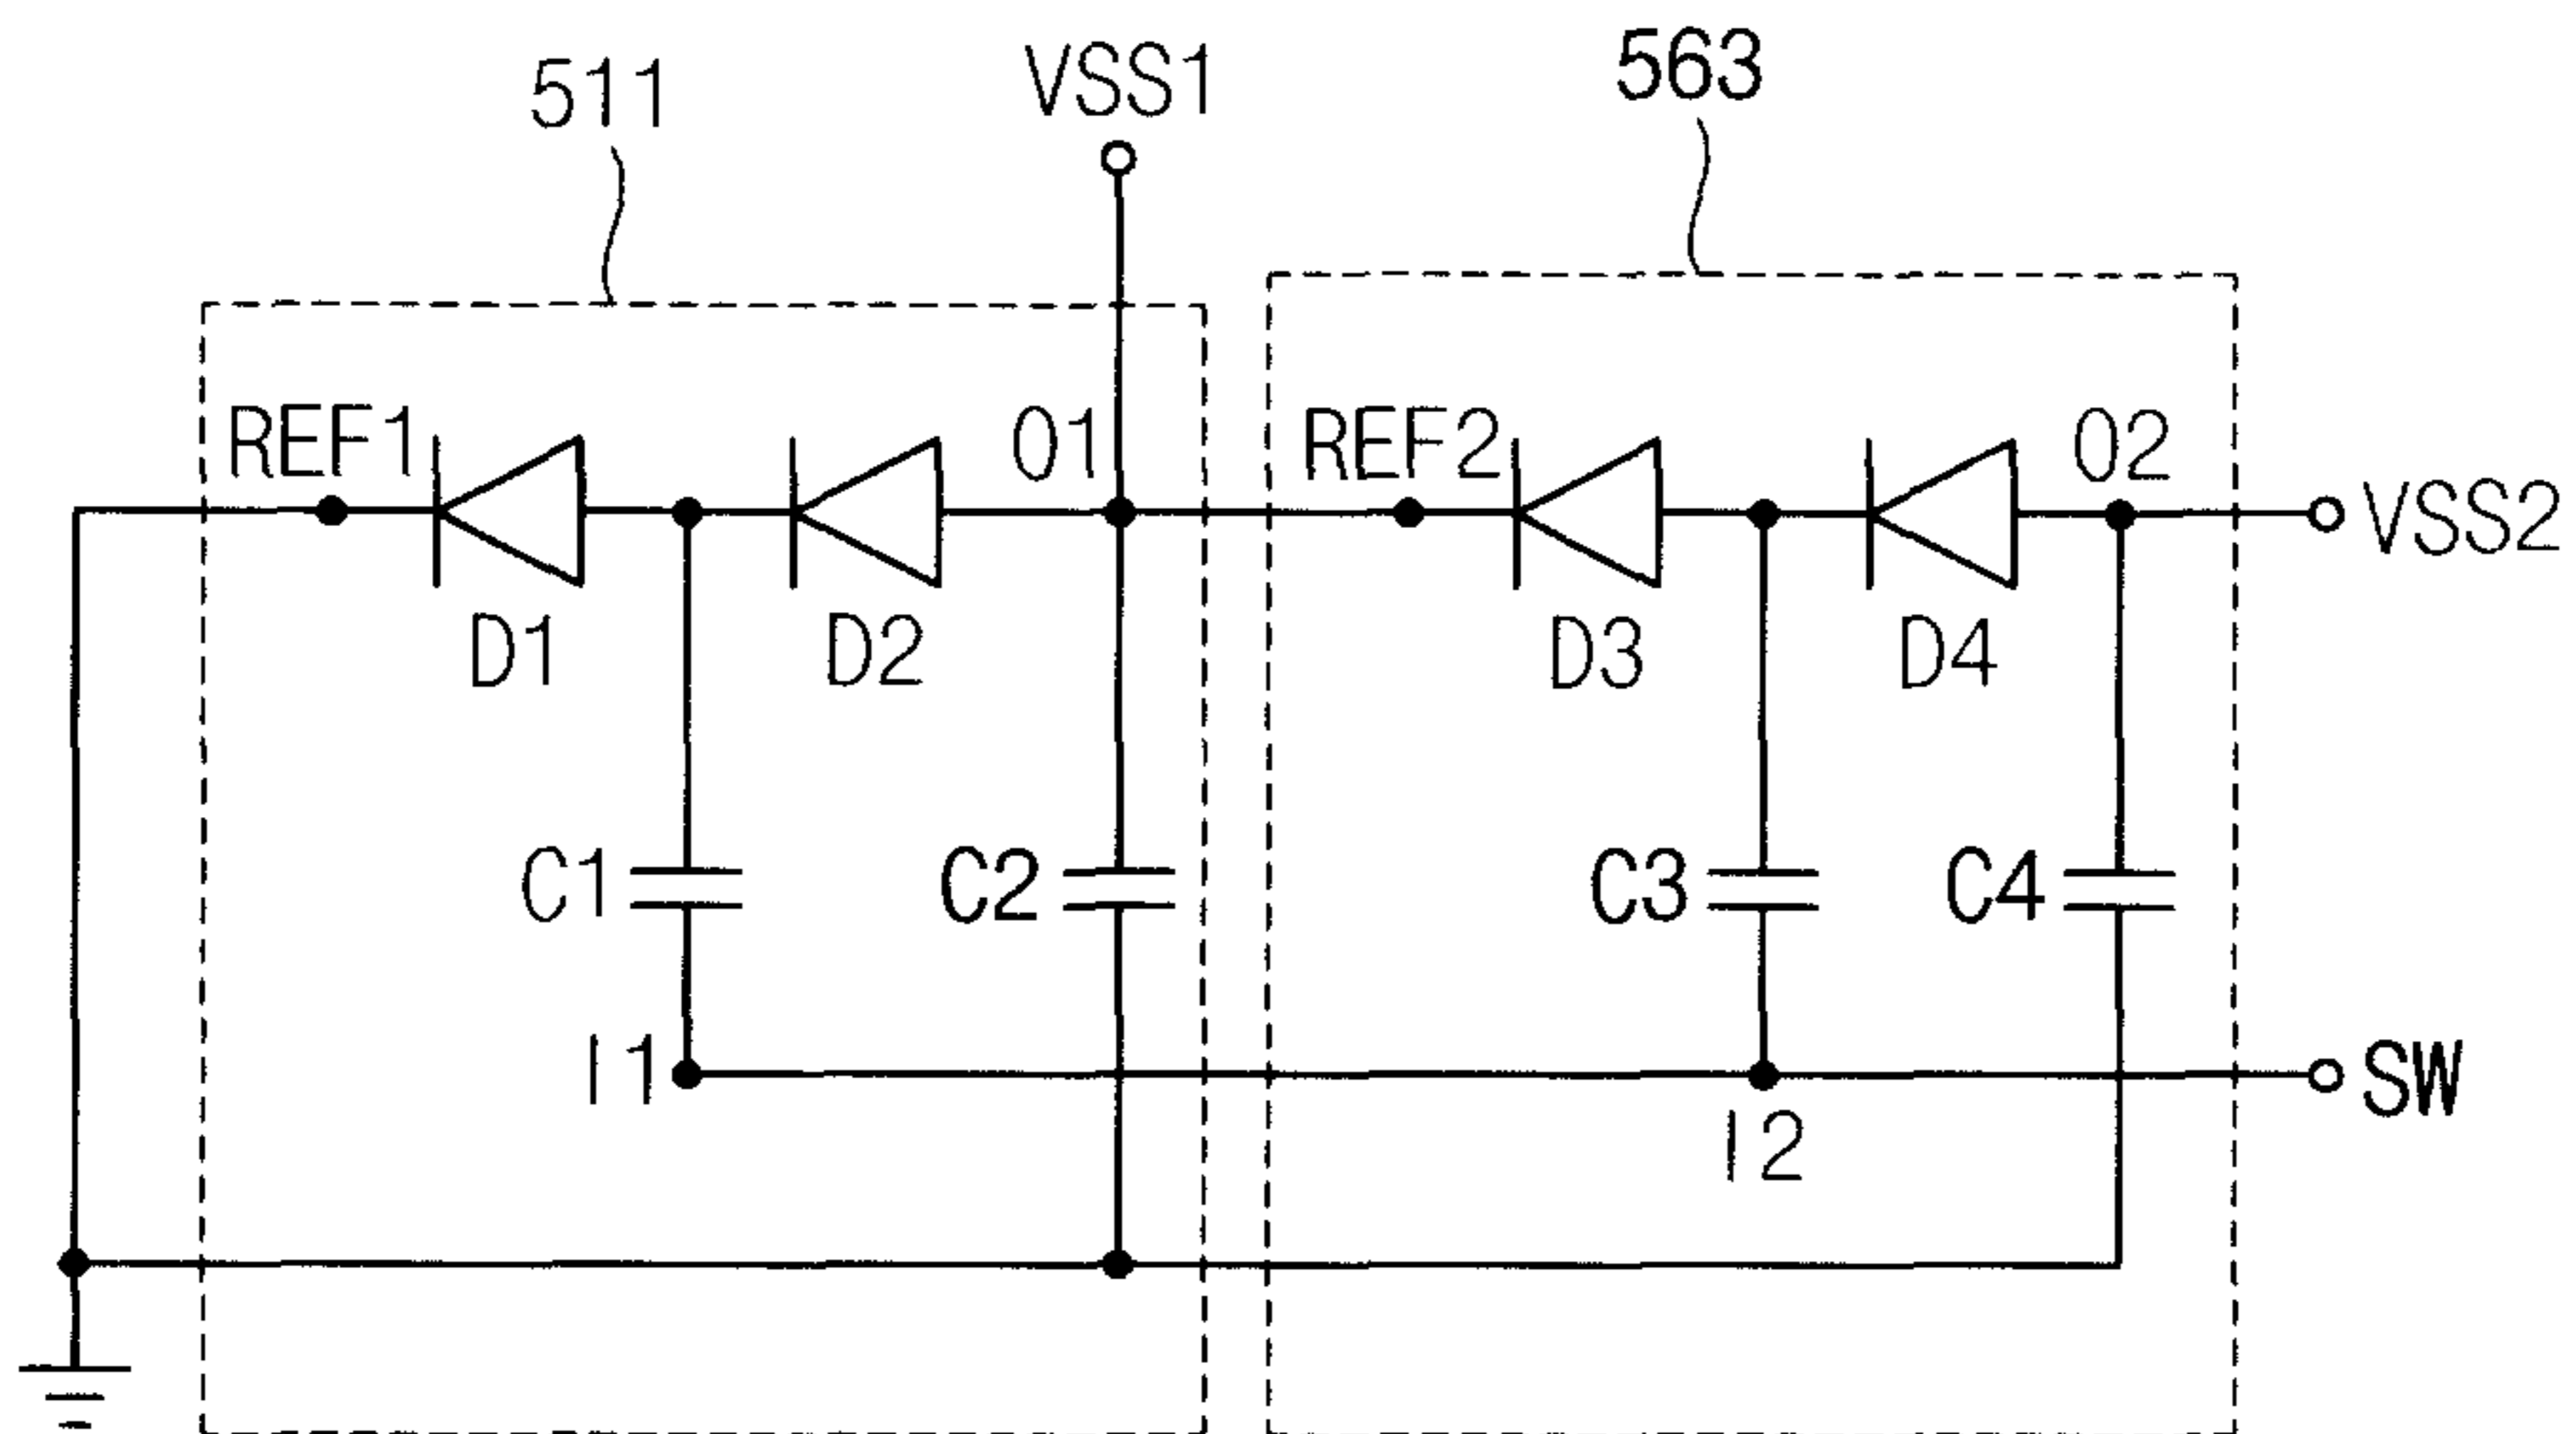 511
VSS1
563
REF1
O1
REF2
O2
VSS2
D1
D2
D3
D4
C1
C2
C3
C4
I1
I2
SW